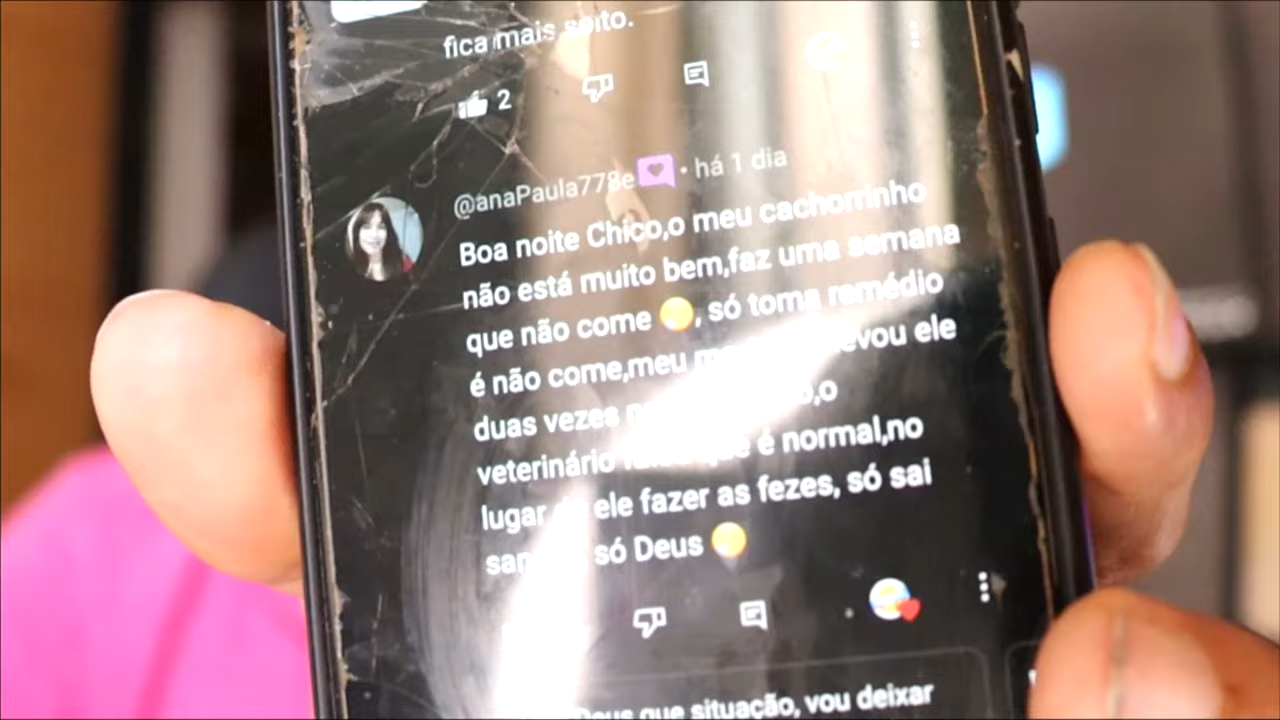 fica mais solto.
2
@anaPaula778e • há 1 dia
Boa noite Chico,o meu cachorrinho
não está muito bem,faz uma semana
que não come , só toma remédio
é não come,meu ele
duas vezes ,o
veterinário é normal,no
lugar ele fazer as fezes, só sai
só Deus
Deus que situação, vou deixar